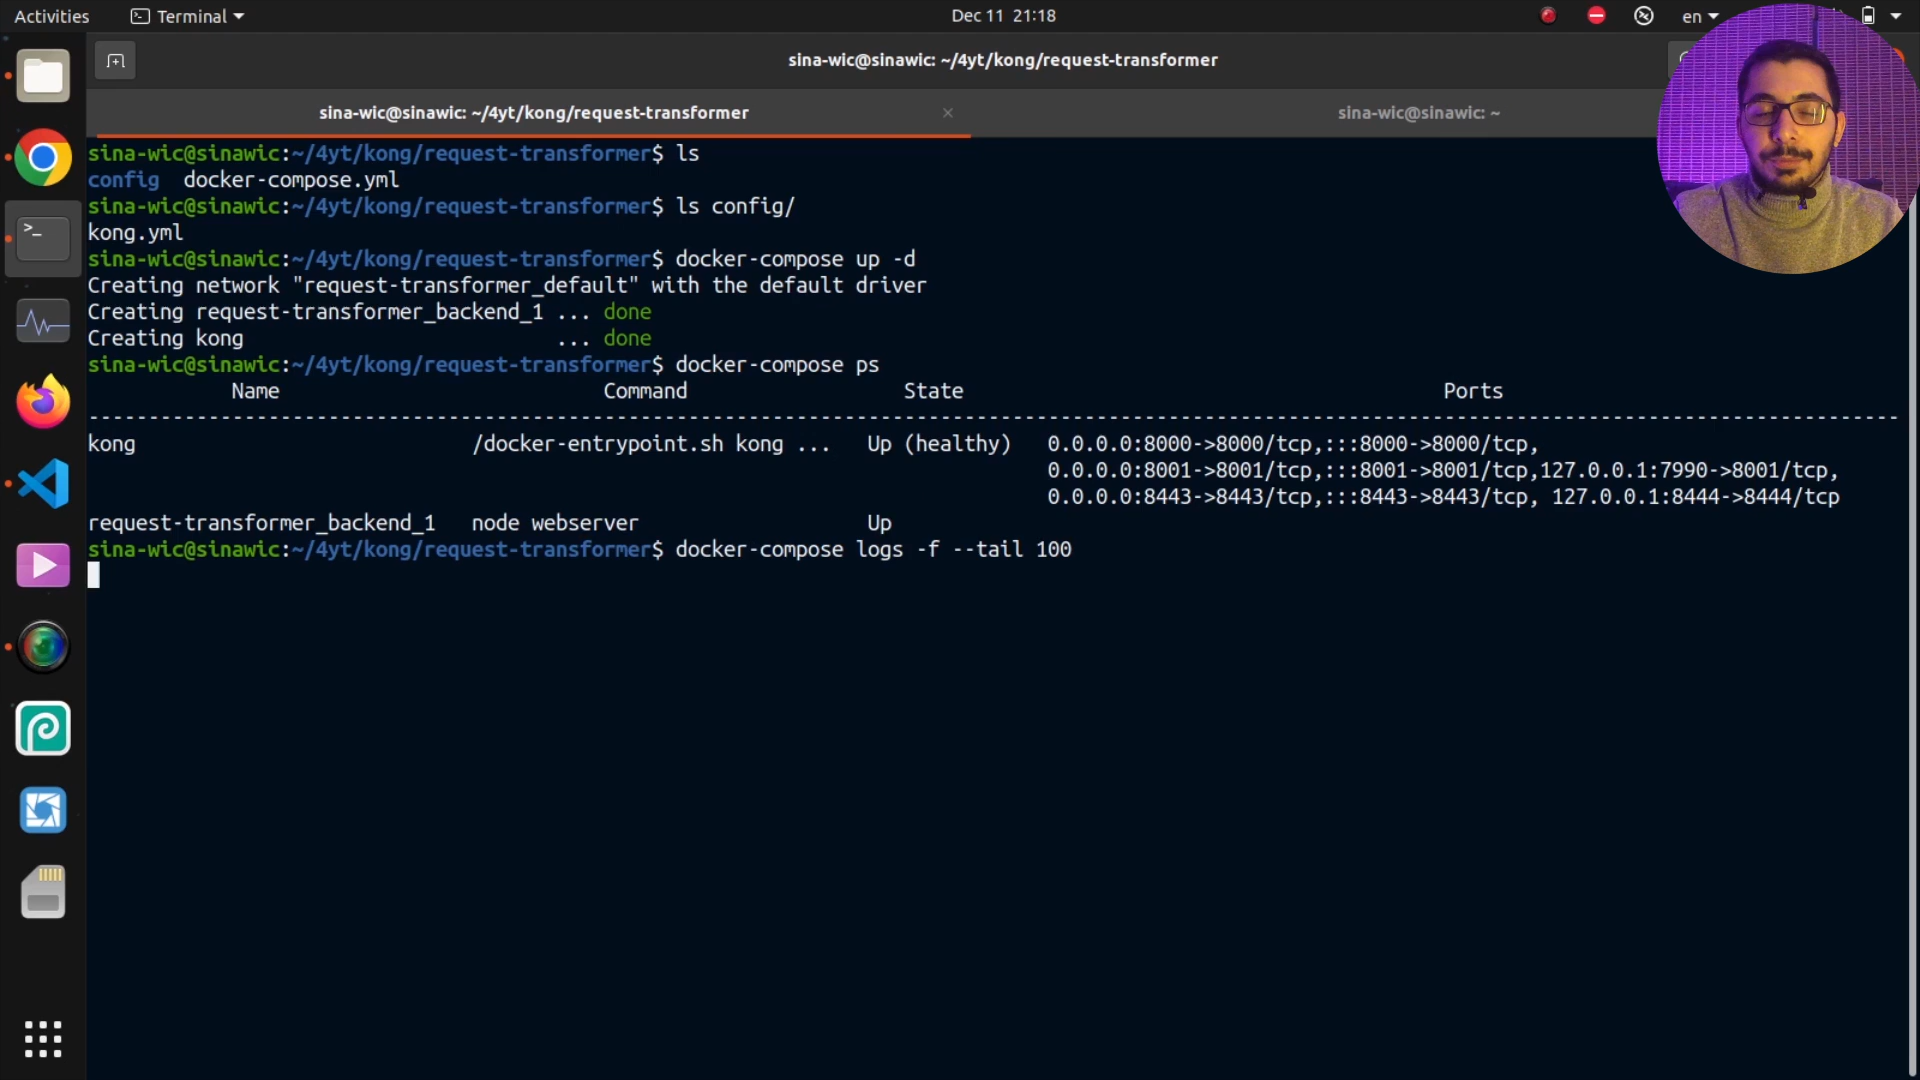 Activities
Terminal
Dec 11 21:18
en
sina-wic@sinawic: ~/4yt/kong/request-transformer
sina-wic@sinawic: ~/4yt/kong/request-transformer
sina-wic@sinawic: ~
sina-wic@sinawic:~/4yt/kong/request-transformer$ ls
config docker-compose.yml
sina-wic@sinawic:~/4yt/kong/request-transformer$ ls config/
kong.yml
sina-wic@sinawic:~/4yt/kong/request-transformer$ docker-compose up -d
Creating network "request-transformer_default" with the default driver
Creating request-transformer_backend_1 ... done
Creating kong ... done
sina-wic@sinawic:~/4yt/kong/request-transformer$ docker-compose ps
Name Command State Ports
--------------------------------------------------------------------------------------------------------------------------------------------------------
kong /docker-entrypoint.sh kong ... Up (healthy) 0.0.0.0:8000->8000/tcp,:::8000->8000/tcp,
0.0.0.0:8001->8001/tcp,:::8001->8001/tcp,127.0.0.1:7990->8001/tcp,
0.0.0.0:8443->8443/tcp,:::8443->8443/tcp, 127.0.0.1:8444->8444/tcp
request-transformer_backend_1 node webserver Up
sina-wic@sinawic:~/4yt/kong/request-transformer$ docker-compose logs -f --tail 100